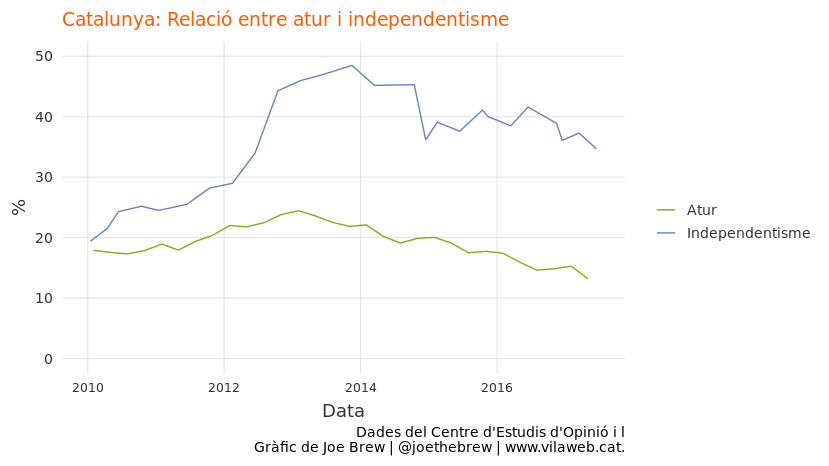 Catalunya: Relació entre atur i independentisme
50
40
30
20
10
0
%
2010
2012
2014
2016
Data
Atur
Independentisme
Dades del Centre d'Estudis d'Opinió i l
Gràfic de Joe Brew | @joethebrew | www.vilaweb.cat.